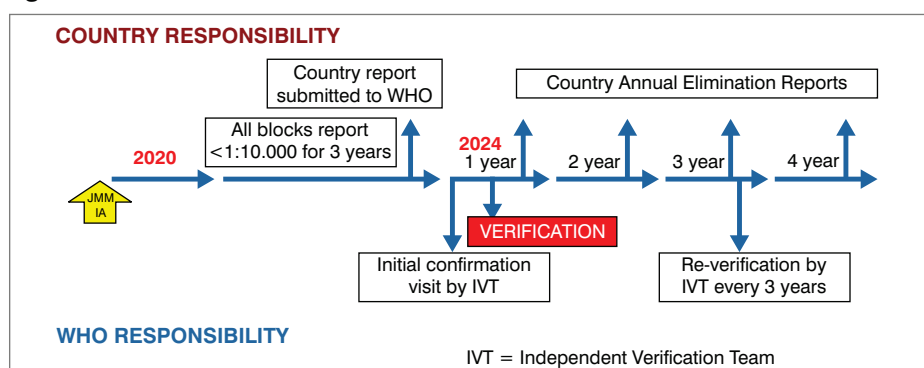 COUNTRY RESPONSIBILITY
Country report
submitted to WHO
Country Annual Elimination Reports
All blocks report
<1:10.000 for 3 years
2020
2024
1 year
2 year
3 year
4 year
JMM
IA
VERIFICATION
Initial confirmation
visit by IVT
Re-verification by
IVT every 3 years
WHO RESPONSIBILITY
IVT = Independent Verification Team